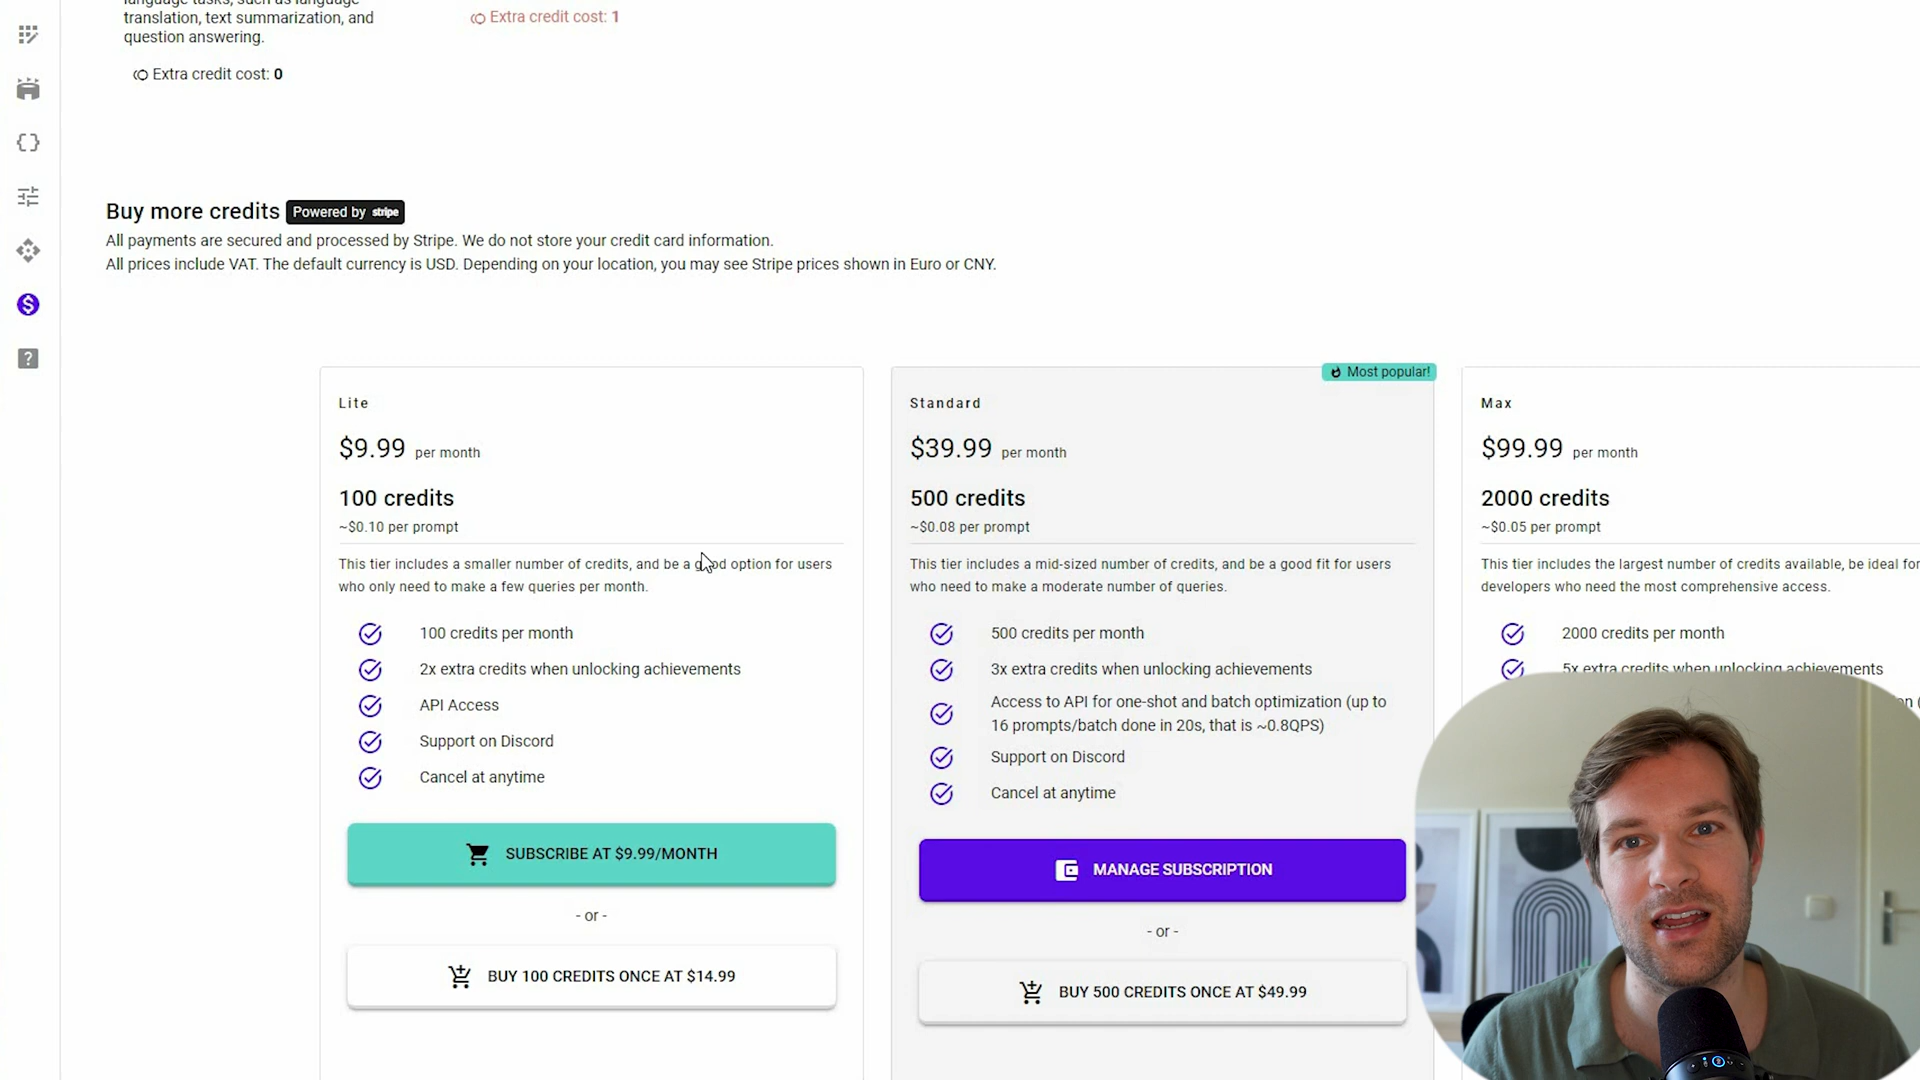 language tasks, such as language
translation, text summarization, and
question answering.
Extra credit cost: 0
Extra credit cost: 1
Buy more credits Powered by stripe
All payments are secured and processed by Stripe. We do not store your credit card information.
All prices include VAT. The default currency is USD. Depending on your location, you may see Stripe prices shown in Euro or CNY.
Lite
$9.99 per month
100 credits
~$0.10 per prompt
This tier includes a smaller number of credits, and be a good option for users
who only need to make a few queries per month.
100 credits per month
2x extra credits when unlocking achievements
API Access
Support on Discord
Cancel at anytime
SUBSCRIBE AT $9.99/MONTH
- or -
BUY 100 CREDITS ONCE AT $14.99
Most popular!
Standard
$39.99 per month
500 credits
~$0.08 per prompt
This tier includes a mid-sized number of credits, and be a good fit for users
who need to make a moderate number of queries.
500 credits per month
3x extra credits when unlocking achievements
Access to API for one-shot and batch optimization (up to
16 prompts/batch done in 20s, that is ~0.8QPS)
Support on Discord
Cancel at anytime
MANAGE SUBSCRIPTION
- or -
BUY 500 CREDITS ONCE AT $49.99
Max
$99.99 per month
2000 credits
~$0.05 per prompt
This tier includes the largest number of credits available, be ideal for
developers who need the most comprehensive access.
2000 credits per month
5x extra credits when unlocking achievements